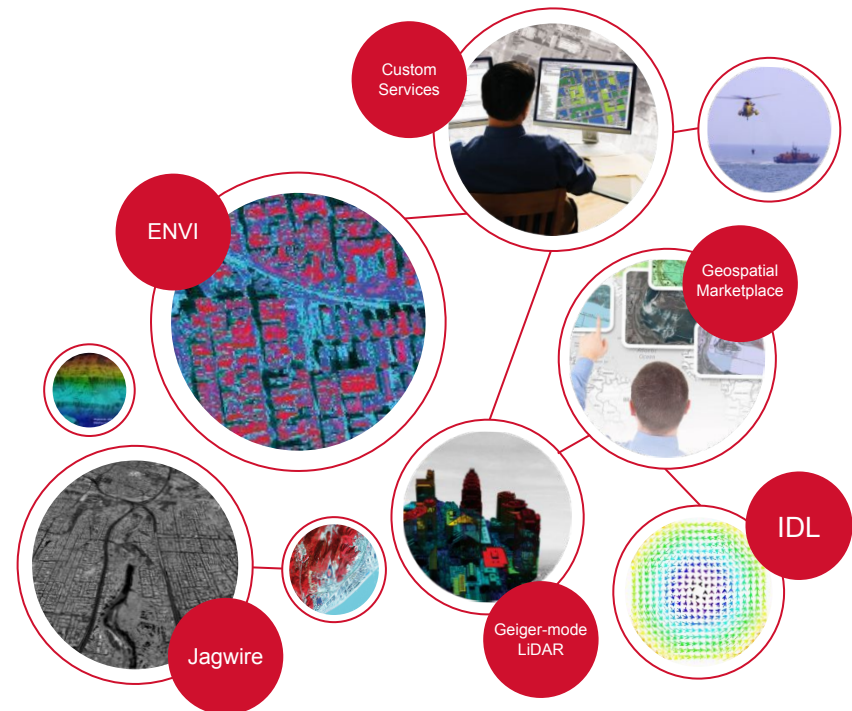 Custom
Services
ENVI
Geospatial
Marketplace
IDL
Geiger-mode
LiDAR
Jagwire